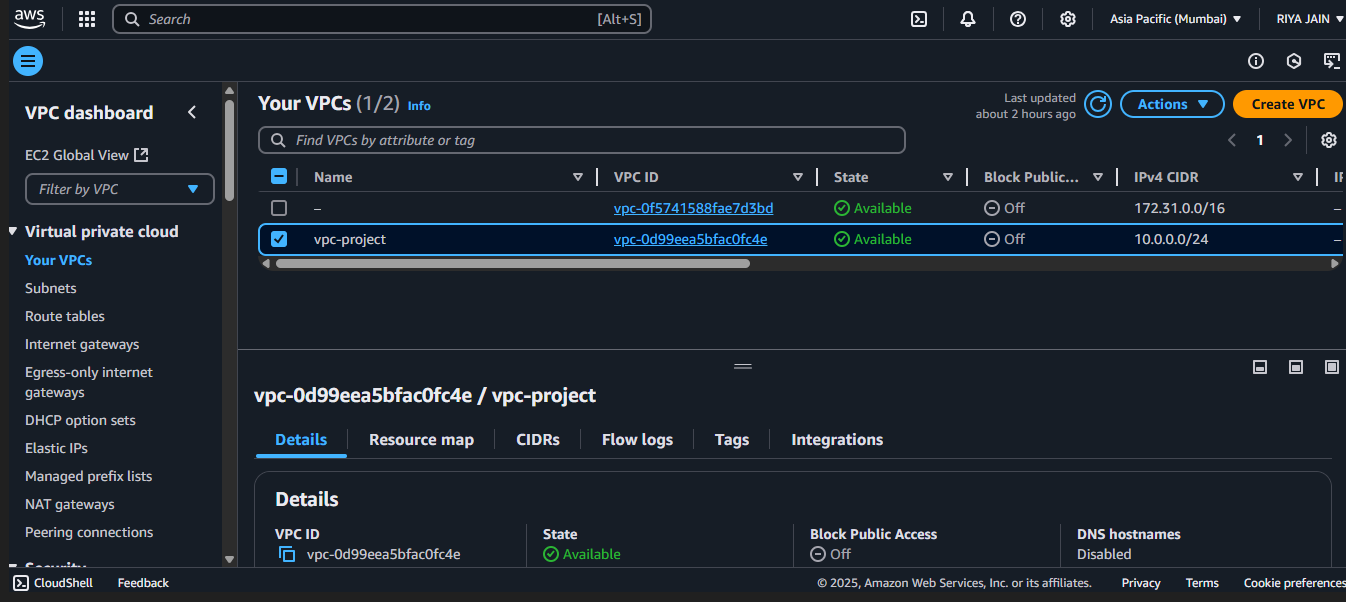 aws Search [Alt+S] Asia Pacific (Mumbai) RIYA JAIN
VPC dashboard
EC2 Global View
Filter by VPC
Virtual private cloud
Your VPCs
Subnets
Route tables
Internet gateways
Egress-only internet
gateways
DHCP option sets
Elastic IPs
Managed prefix lists
NAT gateways
Peering connections
Security
Your VPCs (1/2) Info
Last updated
about 2 hours ago
Actions
Create VPC
Find VPCs by attribute or tag
1
Name VPC ID State Block Public... IPv4 CIDR IP
– vpc-0f5741588fae7d3bd Available Off 172.31.0.0/16 –
vpc-project vpc-0d99eea5bfac0fc4e Available Off 10.0.0.0/24 –
vpc-0d99eea5bfac0fc4e / vpc-project
Details Resource map CIDRs Flow logs Tags Integrations
Details
VPC ID State Block Public Access DNS hostnames
vpc-0d99eea5bfac0fc4e Available Off Disabled
CloudShell Feedback © 2025, Amazon Web Services, Inc. or its affiliates. Privacy Terms Cookie preferences